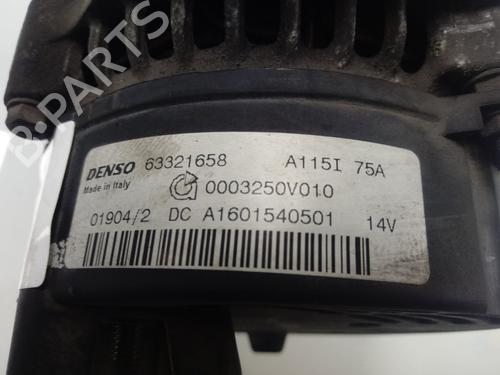 B-PARTS
DENSO 63321658 A115I 75A
Made in Italy
0003250V010
01904/2 DC A1601540501 14V